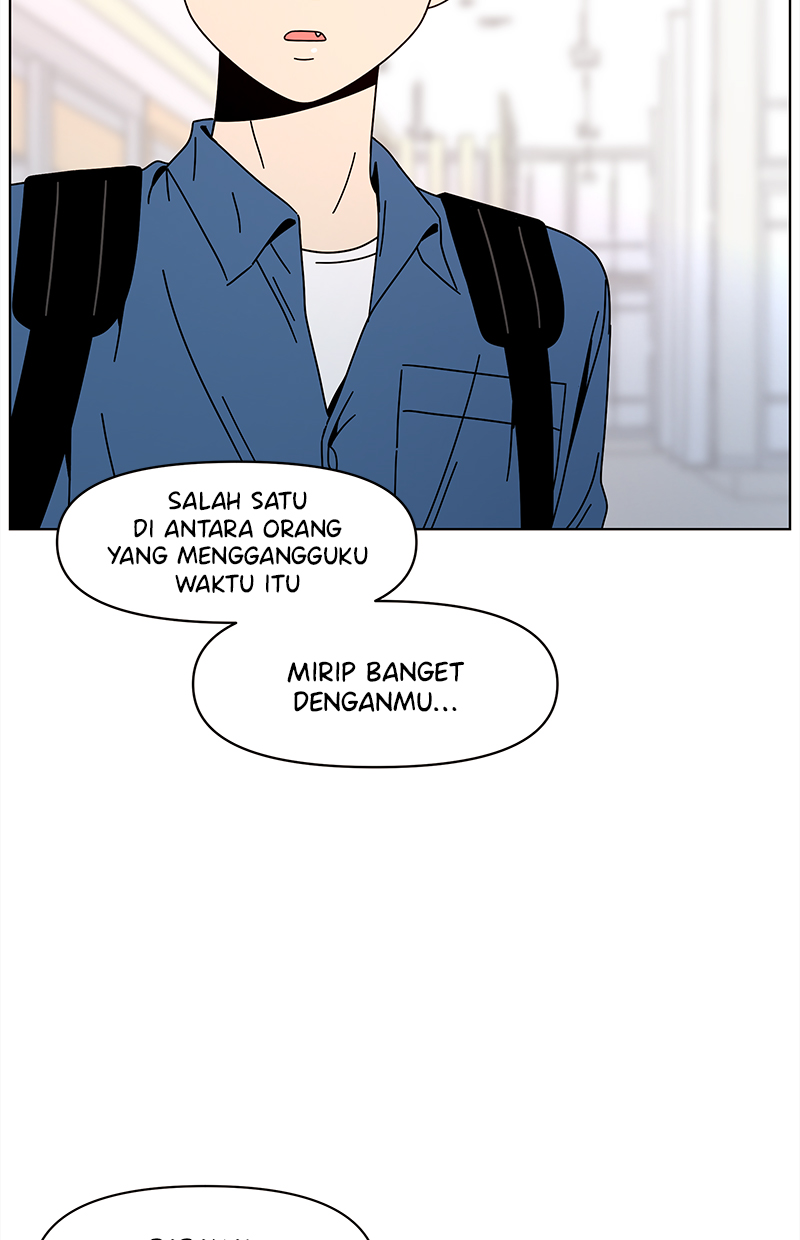 SALAH SATU
DI ANTARA ORANG
YANG MENGGANGGUKU
WAKTU ITU
MIRIP BANGET
DENGANMU...